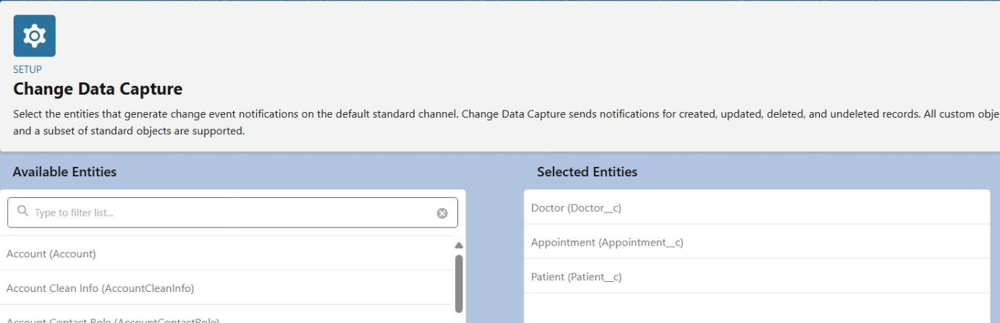 SETUP
Change Data Capture
Select the entities that generate change event notifications on the default standard channel. Change Data Capture sends notifications for created, updated, deleted, and undeleted records. All custom obje
and a subset of standard objects are supported.
Available Entities
Selected Entities
Type to filter list...
Doctor (Doctor__c)
Appointment (Appointment__c)
Patient (Patient__c)
Account (Account)
Account Clean Info (AccountCleanInfo)
Account Contact Role (AccountContactRole)